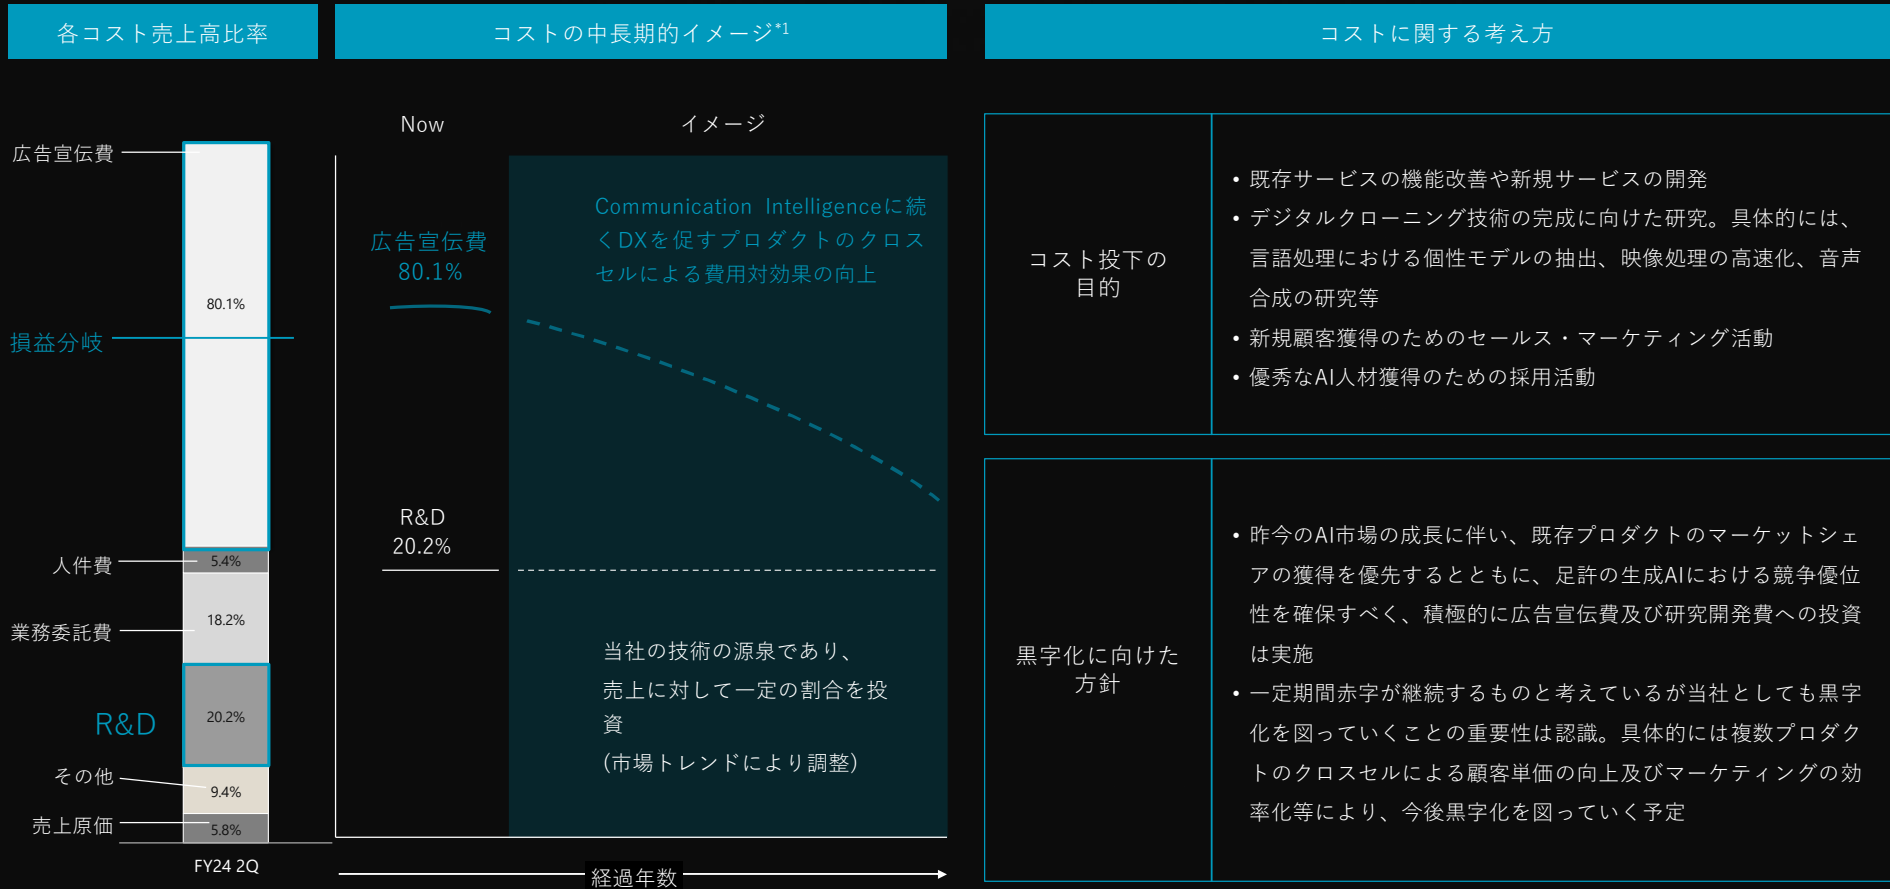 各コスト売上高比率
コストの中長期的イメージ*1
コストに関する考え方
広告宣伝費
80.1%
損益分岐
人件費
5.4%
業務委託費
18.2%
R&D
20.2%
その他
9.4%
売上原価
5.8%
FY24 2Q
Now
イメージ
広告宣伝費
80.1%
Communication Intelligenceに続
くDXを促すプロダクトのクロス
セルによる費用対効果の向上
R&D
20.2%
当社の技術の源泉であり、
売上に対して一定の割合を投
資
(市場トレンドにより調整)
経過年数
コスト投下の
目的
• 既存サービスの機能改善や新規サービスの開発
• デジタルクローニング技術の完成に向けた研究。具体的には、
言語処理における個性モデルの抽出、映像処理の高速化、音声
合成の研究等
• 新規顧客獲得のためのセールス・マーケティング活動
• 優秀なAI人材獲得のための採用活動
黒字化に向けた
方針
• 昨今のAI市場の成長に伴い、既存プロダクトのマーケットシェ
アの獲得を優先するとともに、足許の生成AIにおける競争優位
性を確保すべく、積極的に広告宣伝費及び研究開発費への投資
は実施
• 一定期間赤字が継続するものと考えているが当社としても黒字
化を図っていくことの重要性は認識。具体的には複数プロダク
トのクロスセルによる顧客単価の向上及びマーケティングの効
率化等により、今後黒字化を図っていく予定